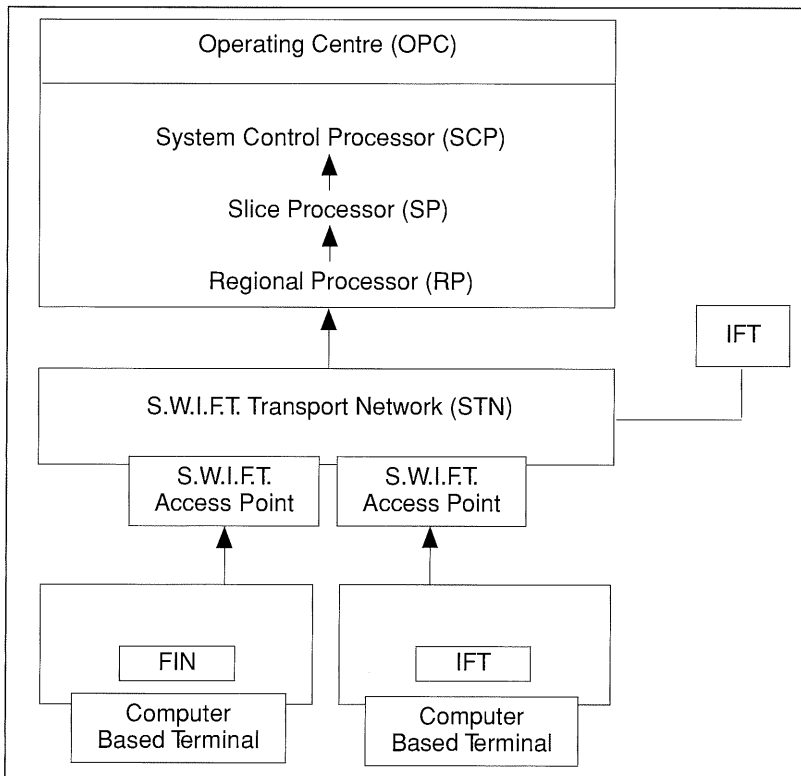 Operating Centre (OPC)
System Control Processor (SCP)
Slice Processor (SP)
Regional Processor (RP)
IFT
S.W.I.F.T. Transport Network (STN)
S.W.I.F.T.
Access Point
S.W.I.F.T.
Access Point
FIN
IFT
Computer
Based Terminal
Computer
Based Terminal